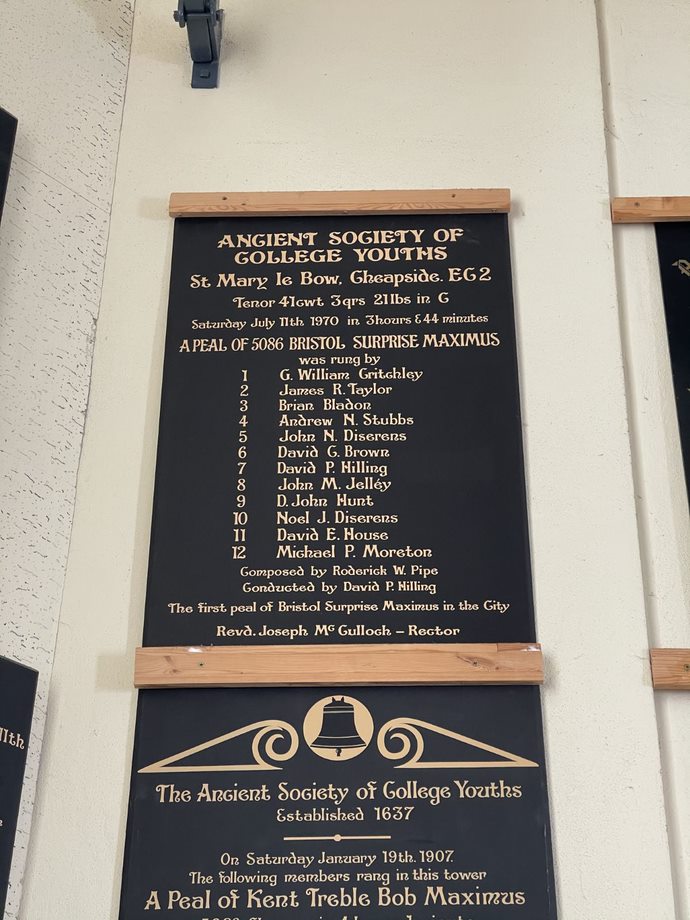 ANCIENT SOCIETY OF
COLLEGE YOUTHS
St Mary le Bow, Cheapside. EC2
Tenor 41cwt 3qrs 21lbs in C
Saturday July 11th 1970 in 3hours & 44 minutes
A PEAL OF 5086 BRISTOL SURPRISE MAXIMUS
was rung by
1 G. William Critchley
2 James R. Taylor
3 Brian Bladon
4 Andrew N. Stubbs
5 John N. Diserens
6 David C. Brown
7 David P. Hilling
8 John M. Jelléy
9 D. John Hunt
10 Noel J. Diserens
11 David E. House
12 Michael P. Moreton
Composed by Roderick W. Pipe
Conducted by David P. Hilling
The first peal of Bristol Surprise Maximus in the City
Revd. Joseph McCulloch – Rector
The Ancient Society of College Youths
Established 1637
On Saturday January 19th. 1907.
The following members rang in this tower
A Peal of Kent Treble Bob Maximus
11th